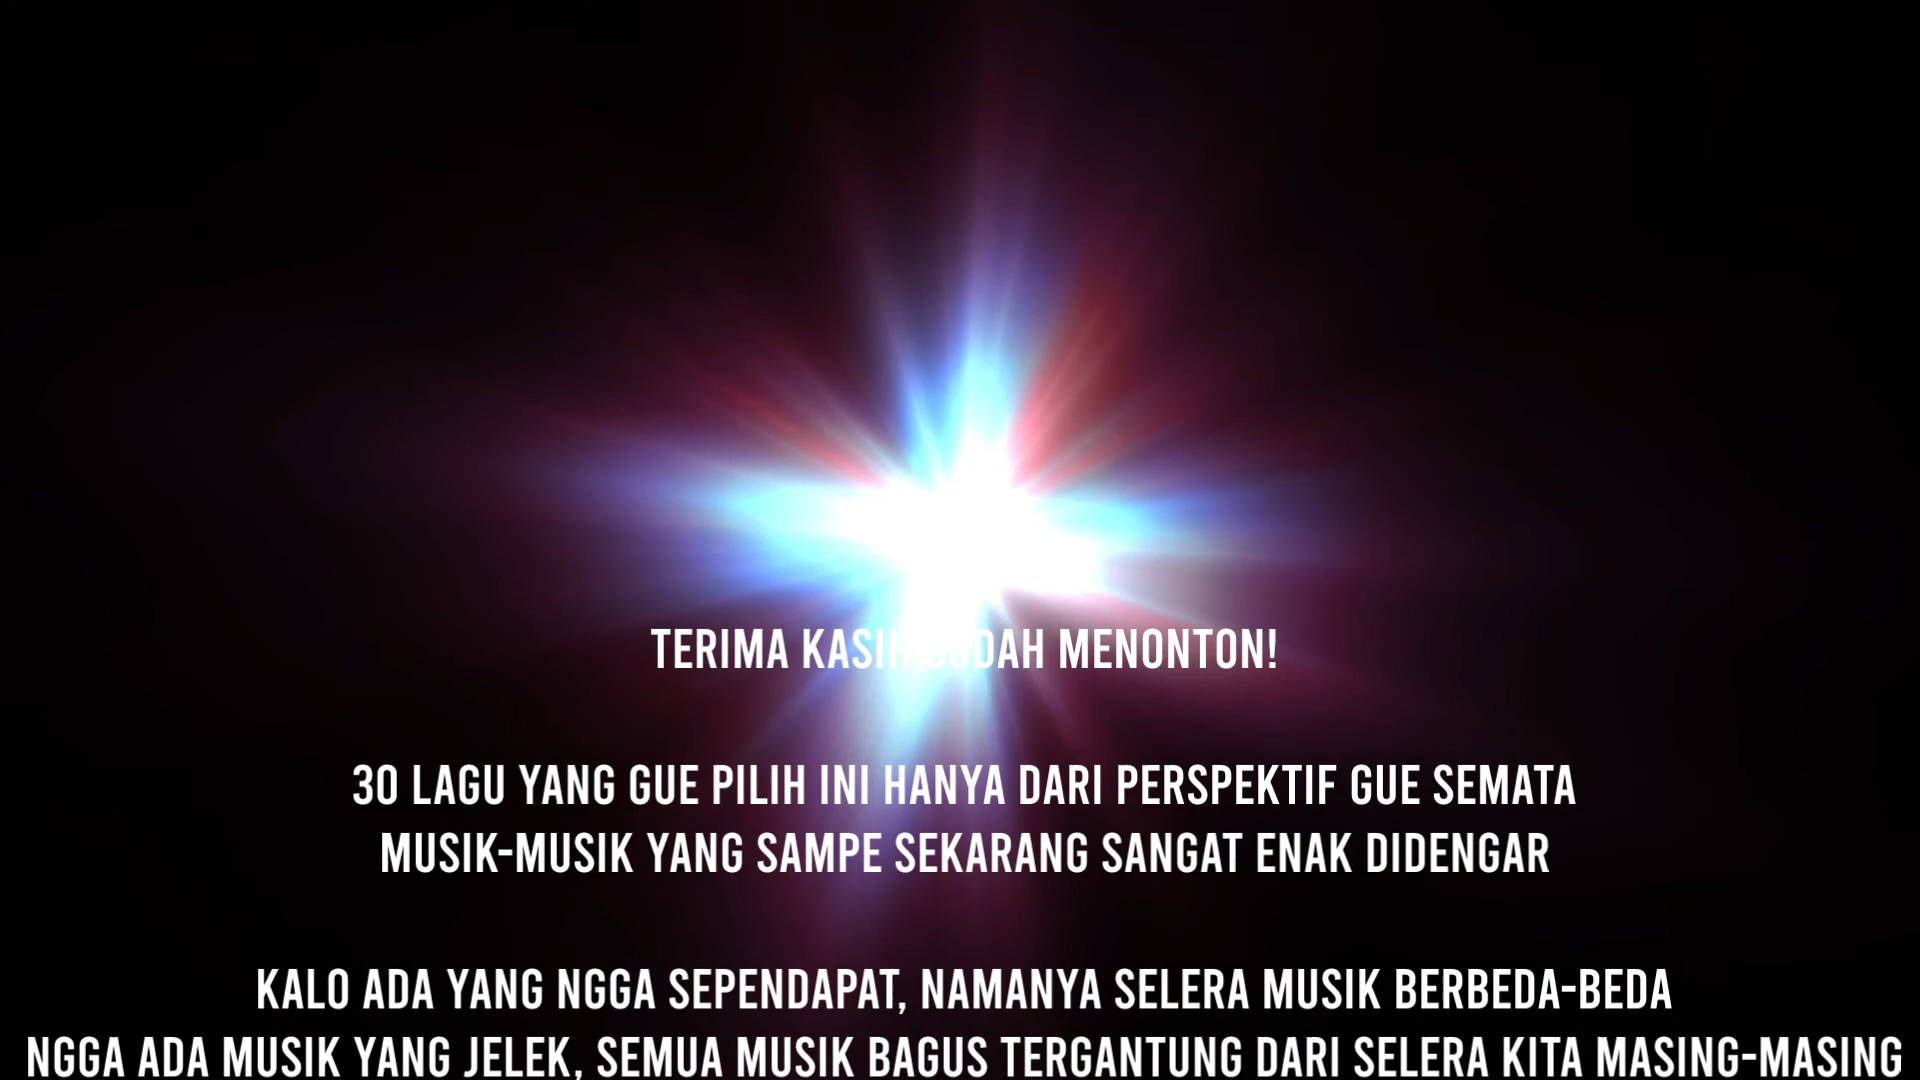 TERIMA KASIH SUDAH MENONTON!
30 LAGU YANG GUE PILIH INI HANYA DARI PERSPEKTIF GUE SEMATA
MUSIK-MUSIK YANG SAMPE SEKARANG SANGAT ENAK DIDENGAR
KALO ADA YANG NGGA SEPENDAPAT, NAMANYA SELERA MUSIK BERBEDA-BEDA
NGGA ADA MUSIK YANG JELEK, SEMUA MUSIK BAGUS TERGANTUNG DARI SELERA KITA MASING-MASING